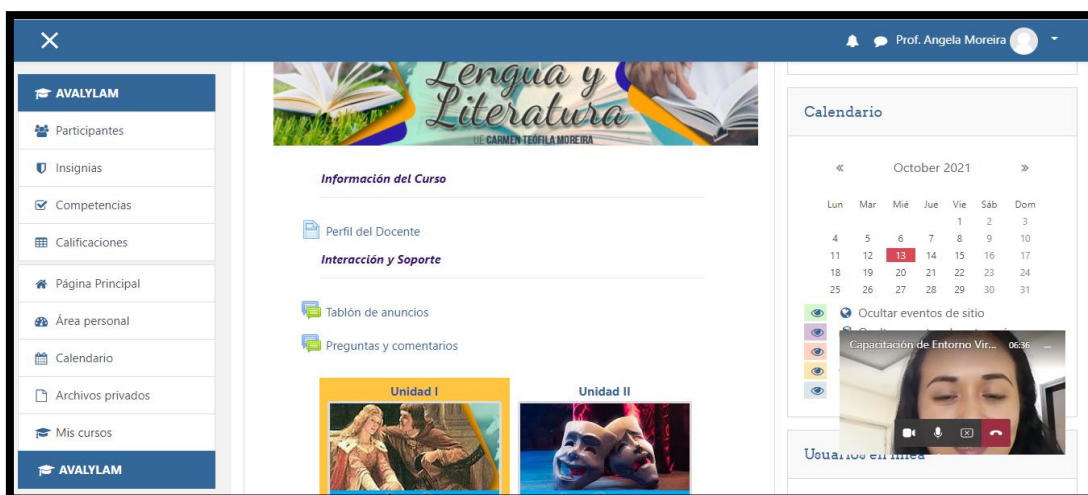 Prof. Angela Moreira
AVALYLAM
Participantes
Insignias
Competencias
Calificaciones
Página Principal
Área personal
Calendario
Archivos privados
Mis cursos
AVALYLAM
Lengua y
Literatura
UE CARMEN TEÓFILA MOREIRA
Información del Curso
Perfil del Docente
Interacción y Soporte
Tablón de anuncios
Preguntas y comentarios
Unidad I
Unidad II
Calendario
« October 2021 »
Lun Mar Mié Jue Vie Sáb Dom
1 2 3
4 5 6 7 8 9 10
11 12 13 14 15 16 17
18 19 20 21 22 23 24
25 26 27 28 29 30 31
Ocultar eventos de sitio
Capacitación de Entorno Vir... 06:36 ...
Usuarios en línea